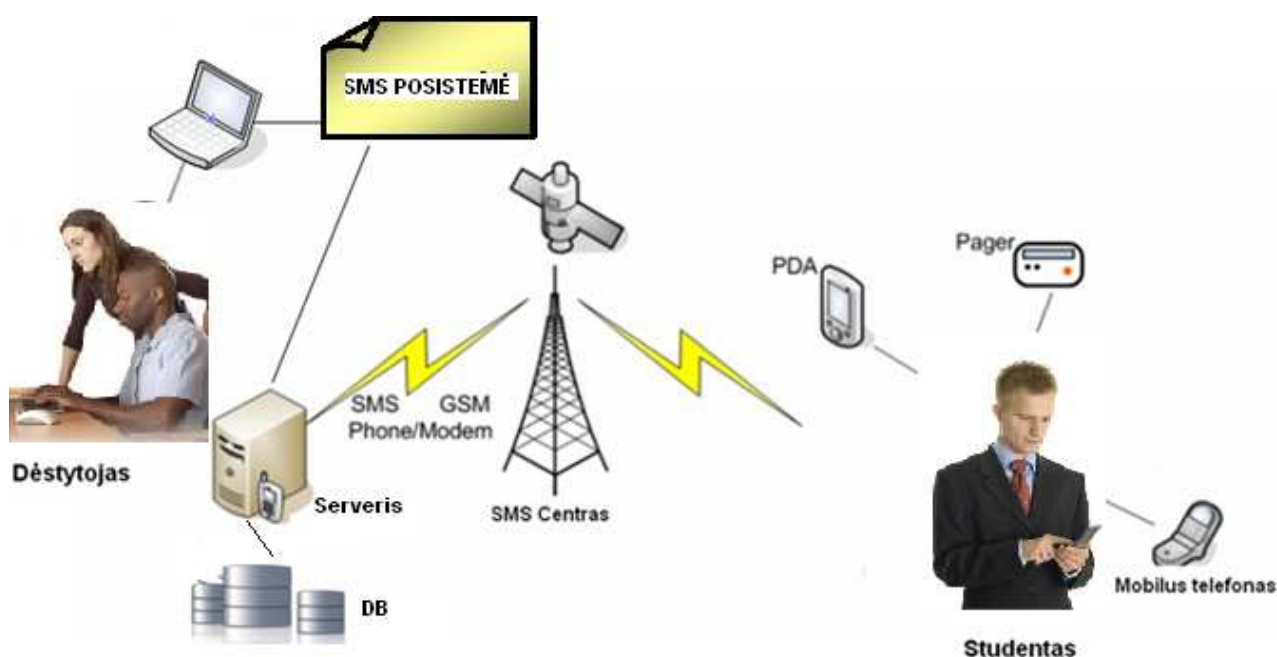 SMS POSISTEMĖ
Pager
PDA
SMS GSM
Phone/Modem
Dėstytojas
Serveris
SMS Centras
Mobilus telefonas
DB
Studentas